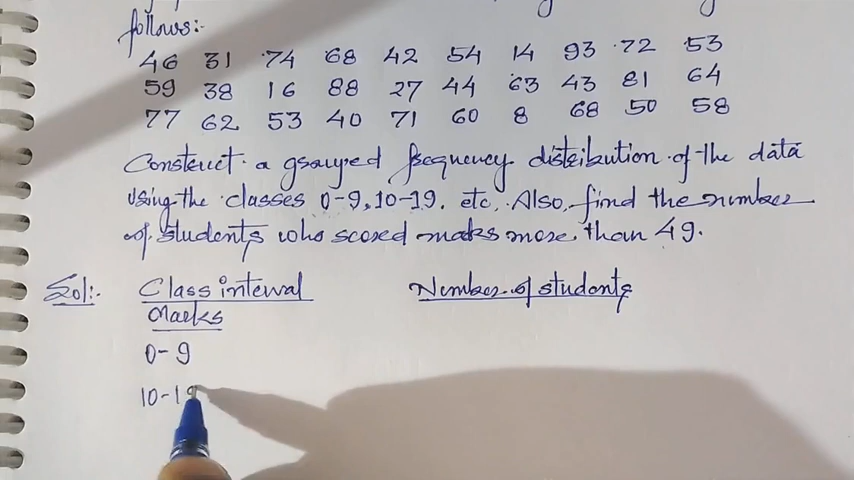 follows:-
46 31 74 68 42 54 14 93 72 53
59 38 16 88 27 44 63 43 81 64
77 62 53 40 71 60 8 68 50 58
Construct a grouped frequency distribution of the data
using the classes 0-9, 10-19. etc. Also, find the number
of students who scored marks more than 49.
Sol:- Class interval Number of students
Marks
0-9
10-19